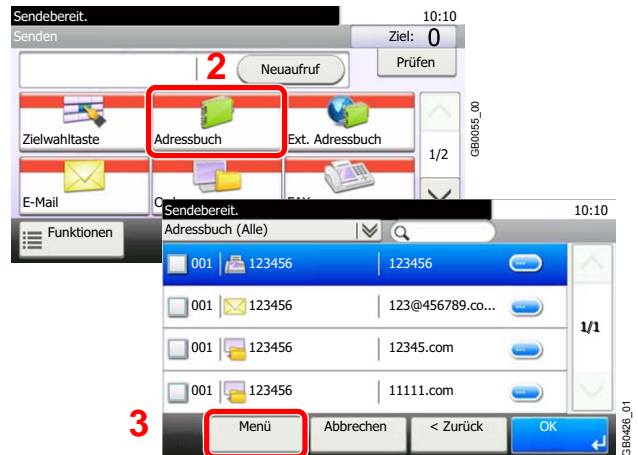 Sendebereit. 10:10
Senden Ziel: 0
2 Neuaufruf Prüfen
Zielwahltaste Adressbuch Ext. Adressbuch
1/2
E-Mail
Funktionen
GB0055_00
Sendebereit. 10:10
Adressbuch (Alle)
001 123456 123456
001 123456 123@456789.co...
1/1
001 123456 12345.com
001 123456 11111.com
3 Menü Abbrechen < Zurück OK
GB0426_01